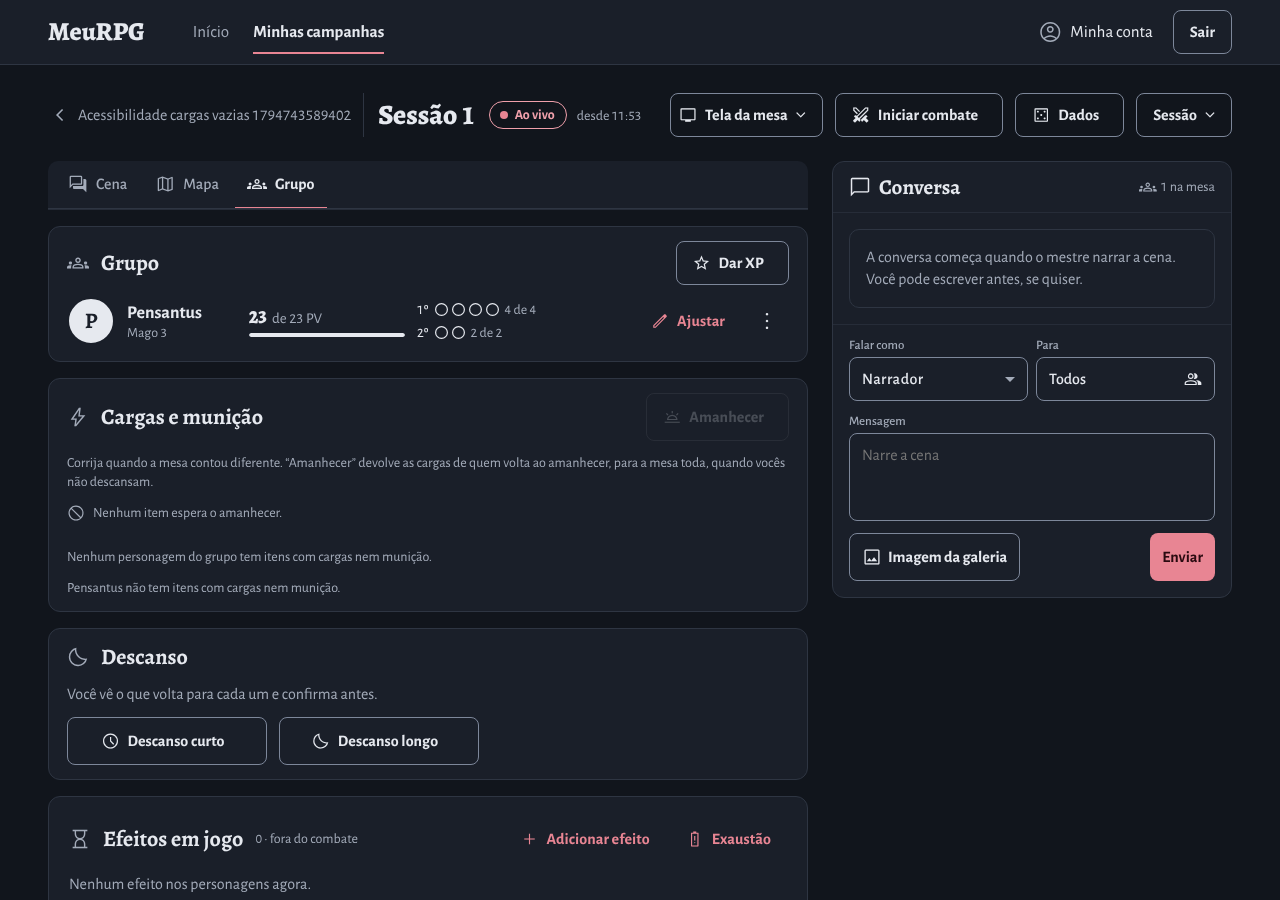 MeuRPG
Início
Minhas campanhas
Minha conta
Sair
Acessibilidade cargas vazias 1794743589402
Sessão 1
Ao vivo
desde 11:53
Tela da mesa
Iniciar combate
Dados
Sessão
Cena
Mapa
Grupo
Grupo
Dar XP
P
Pensantus
Mago 3
23 de 23 PV
1º
4 de 4
2º
2 de 2
Ajustar
Cargas e munição
Amanhecer
Corrija quando a mesa contou diferente. “Amanhecer” devolve as cargas de quem volta ao amanhecer, para a mesa toda, quando vocês
não descansam.
Nenhum item espera o amanhecer.
Nenhum personagem do grupo tem itens com cargas nem munição.
Pensantus não tem itens com cargas nem munição.
Descanso
Você vê o que volta para cada um e confirma antes.
Descanso curto
Descanso longo
Efeitos em jogo
0 · fora do combate
Adicionar efeito
Exaustão
Nenhum efeito nos personagens agora.
Conversa
1 na mesa
A conversa começa quando o mestre narrar a cena.
Você pode escrever antes, se quiser.
Falar como
Para
Narrador
Todos
Mensagem
Narre a cena
Imagem da galeria
Enviar